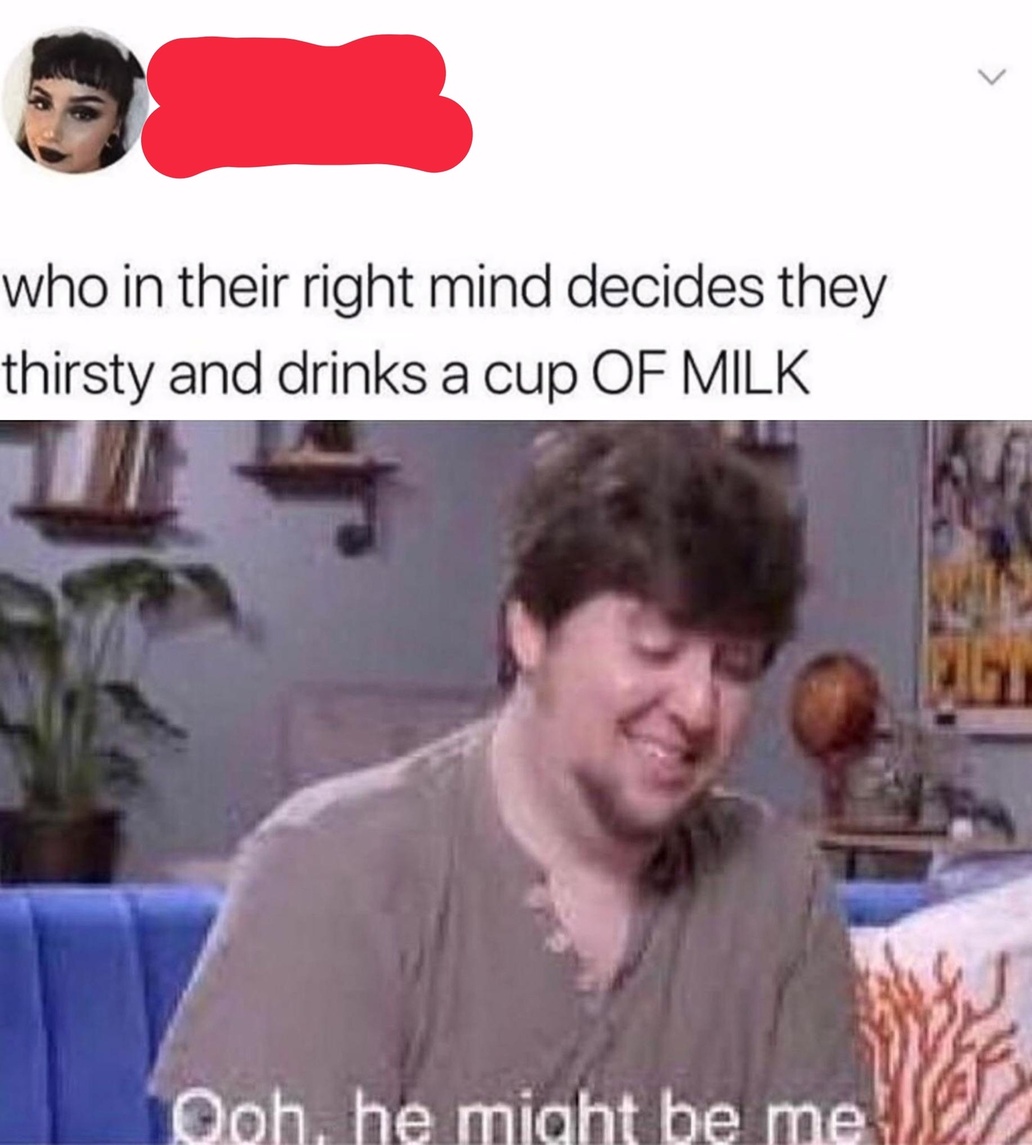 who in their right mind decides they
thirsty and drinks a cup OF MILK
Ooh, he might be me